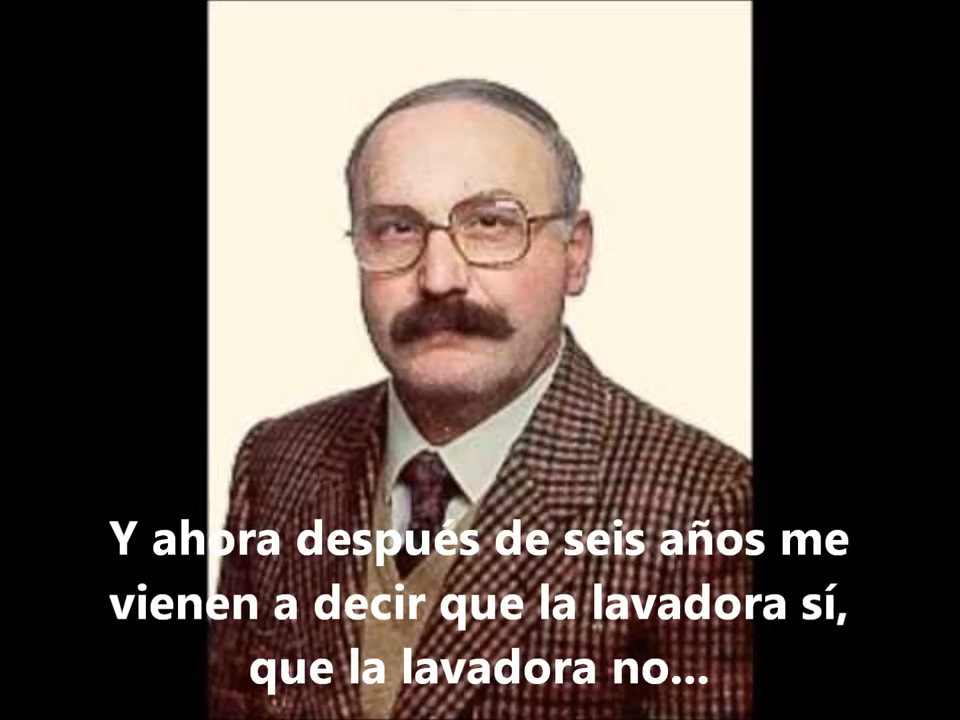 Y ahora después de seis años me
vienen a decir que la lavadora sí,
que la lavadora no...